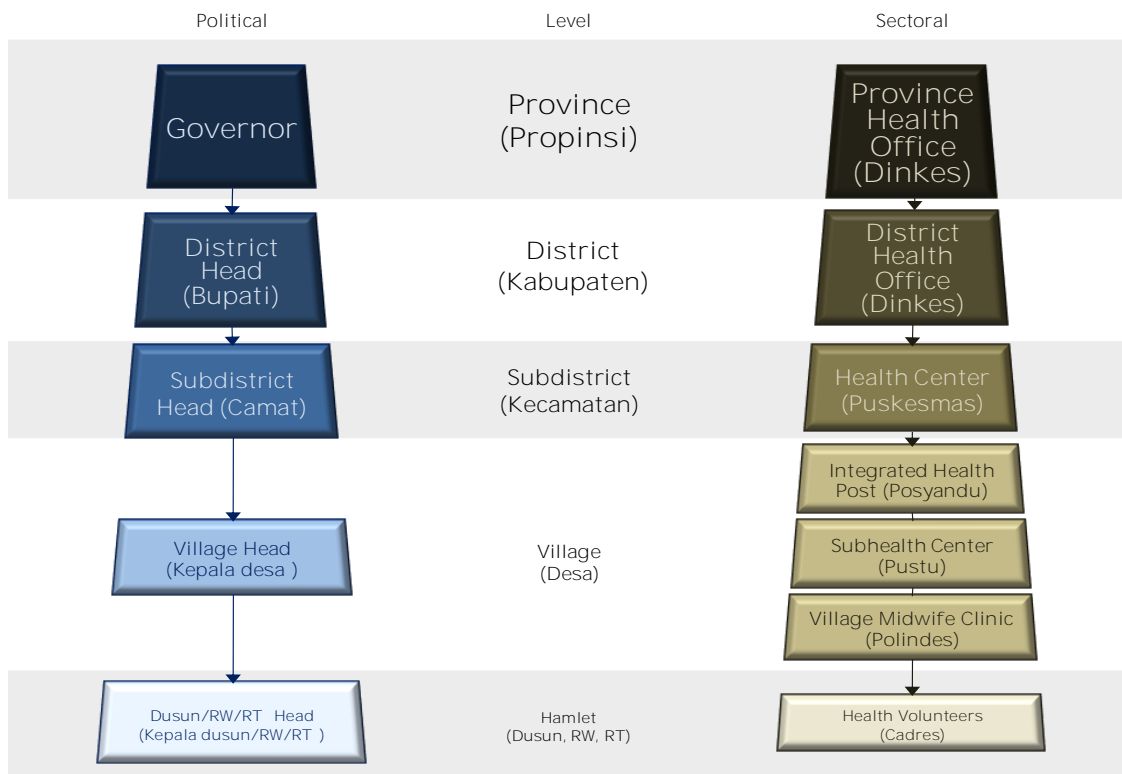 Political
Level
Sectoral
Governor
Province
(Propinsi)
Province
Health
Office
(Dinkes)
District
Head
(Bupati)
District
(Kabupaten)
District
Health
Office
(Dinkes)
Subdistrict
Head (Camat)
Subdistrict
(Kecamatan)
Health Center
(Puskesmas)
Integrated Health
Post (Posyandu)
Village Head
(Kepala desa )
Village
(Desa)
Subhealth Center
(Pustu)
Village Midwife Clinic
(Polindes)
Dusun/RW/RT Head
(Kepala dusun/RW/RT )
Hamlet
(Dusun, RW, RT)
Health Volunteers
(Cadres)